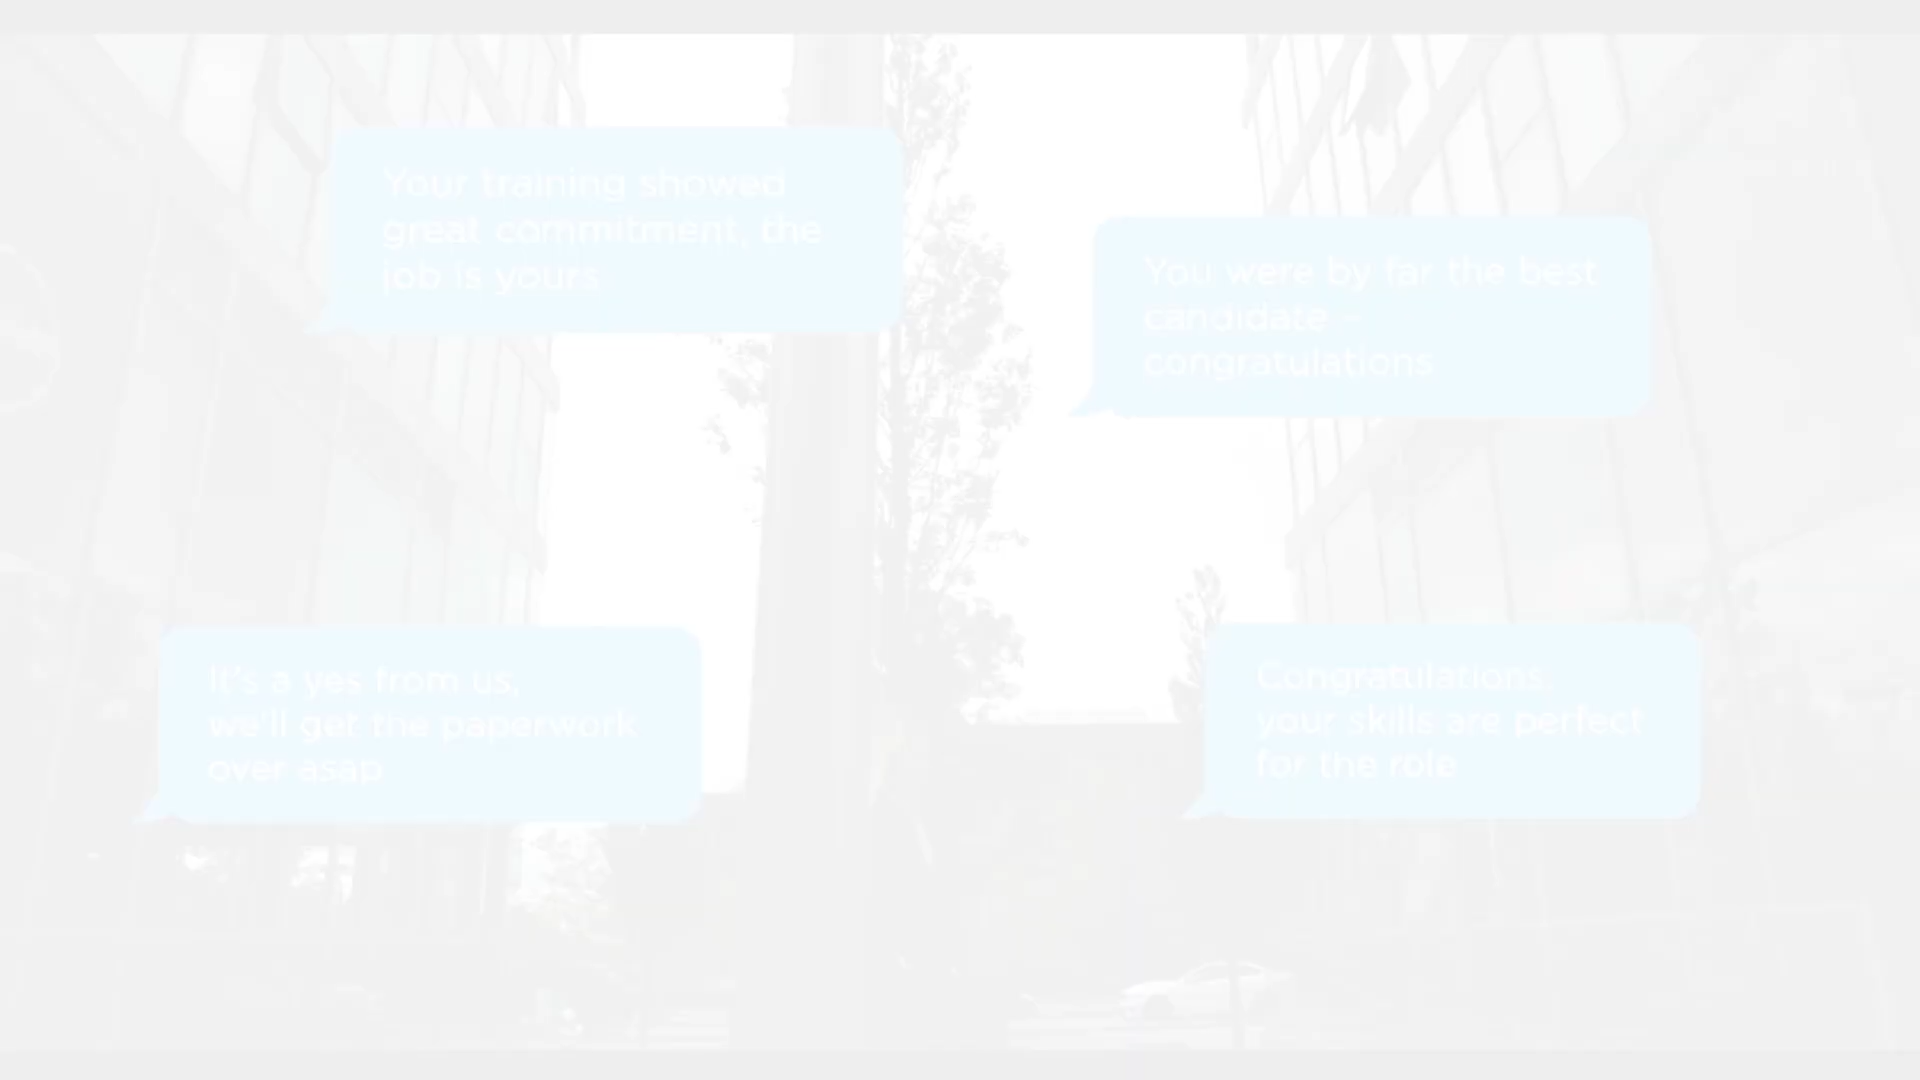 Your training showed
great commitment, the
job is yours
You were by far the best
candidate –
congratulations
It's a yes from us,
we'll get the paperwork
over asap
Congratulations,
your skills are perfect
for the role